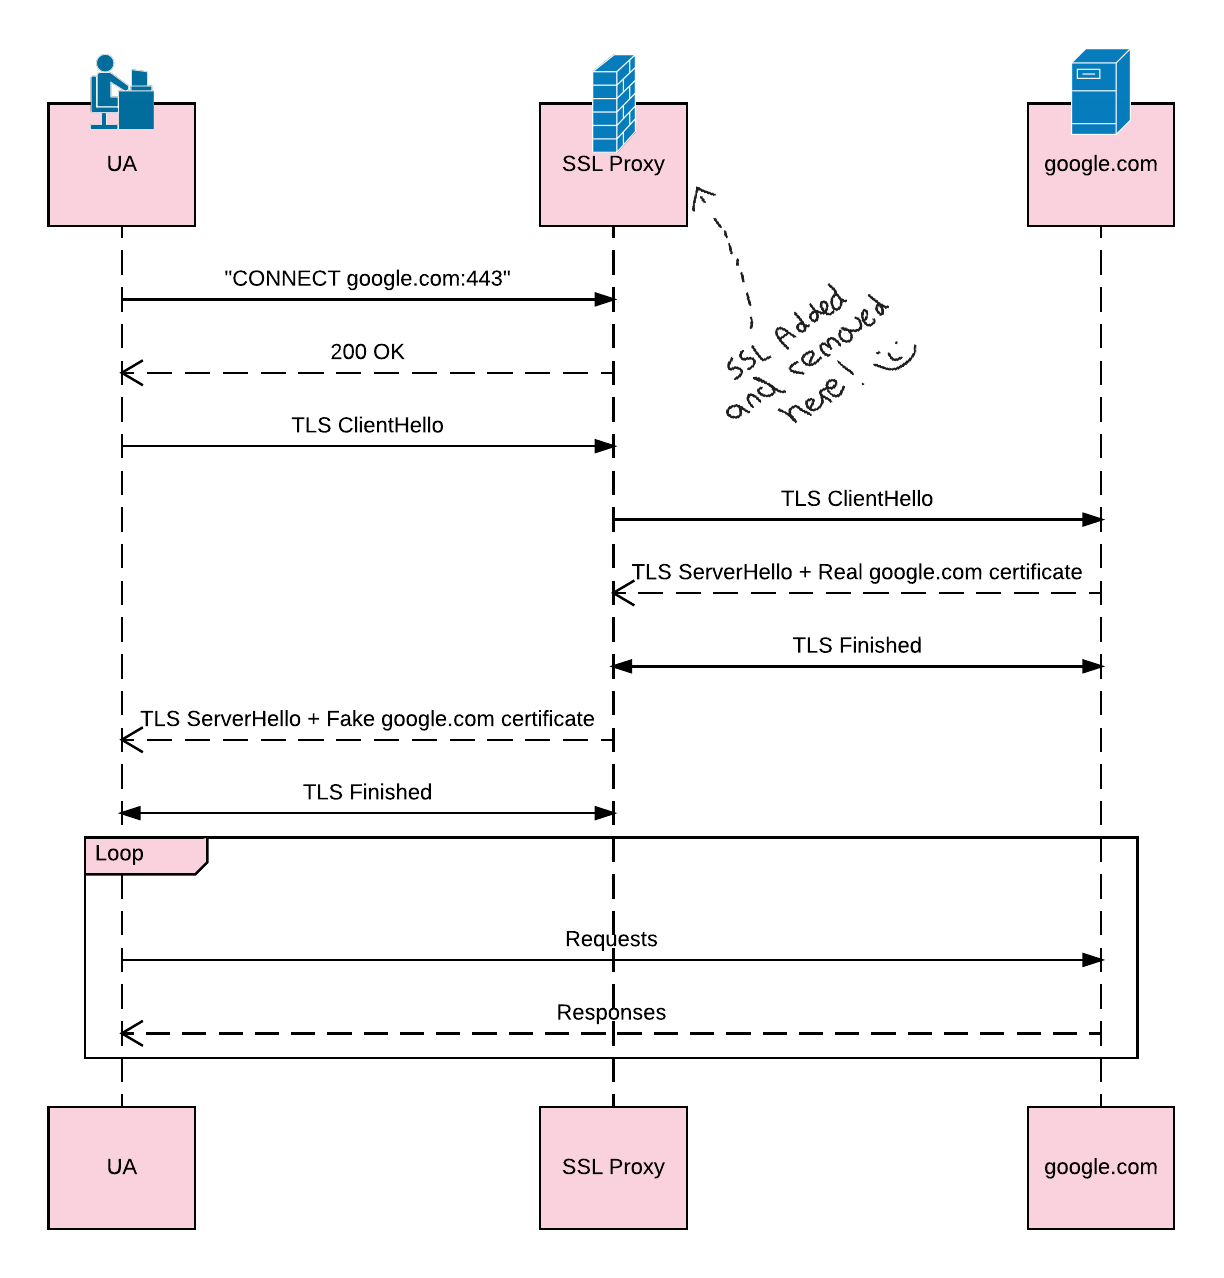 UA
SSL Proxy
google.com
"CONNECT google.com:443"
200 OK
SSL Added
and removed
here! :)
TLS ClientHello
TLS ClientHello
TLS ServerHello + Real google.com certificate
TLS Finished
TLS ServerHello + Fake google.com certificate
TLS Finished
Loop
Requests
Responses
UA
SSL Proxy
google.com